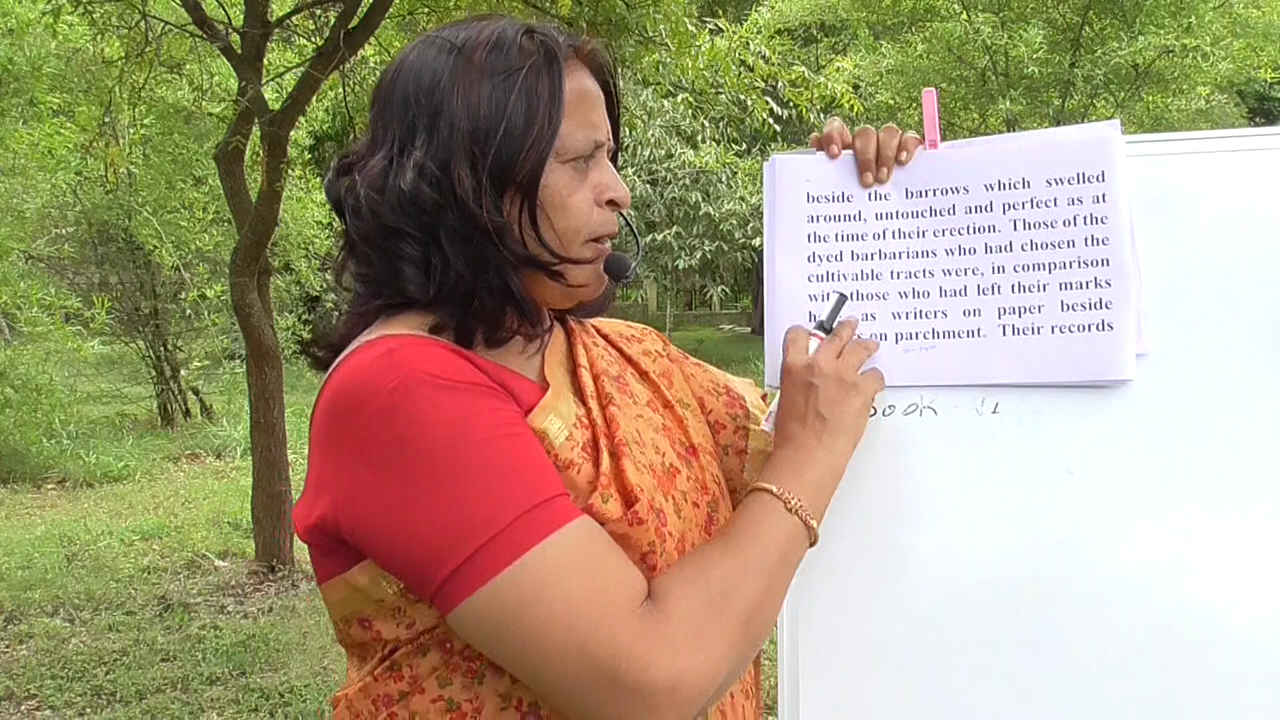 beside the barrows which swelled
around, untouched and perfect as at
the time of their erection. Those of the
dyed barbarians who had chosen the
cultivable tracts were, in comparison
those who had left their marks
as writers on paper beside
on parchment. Their records